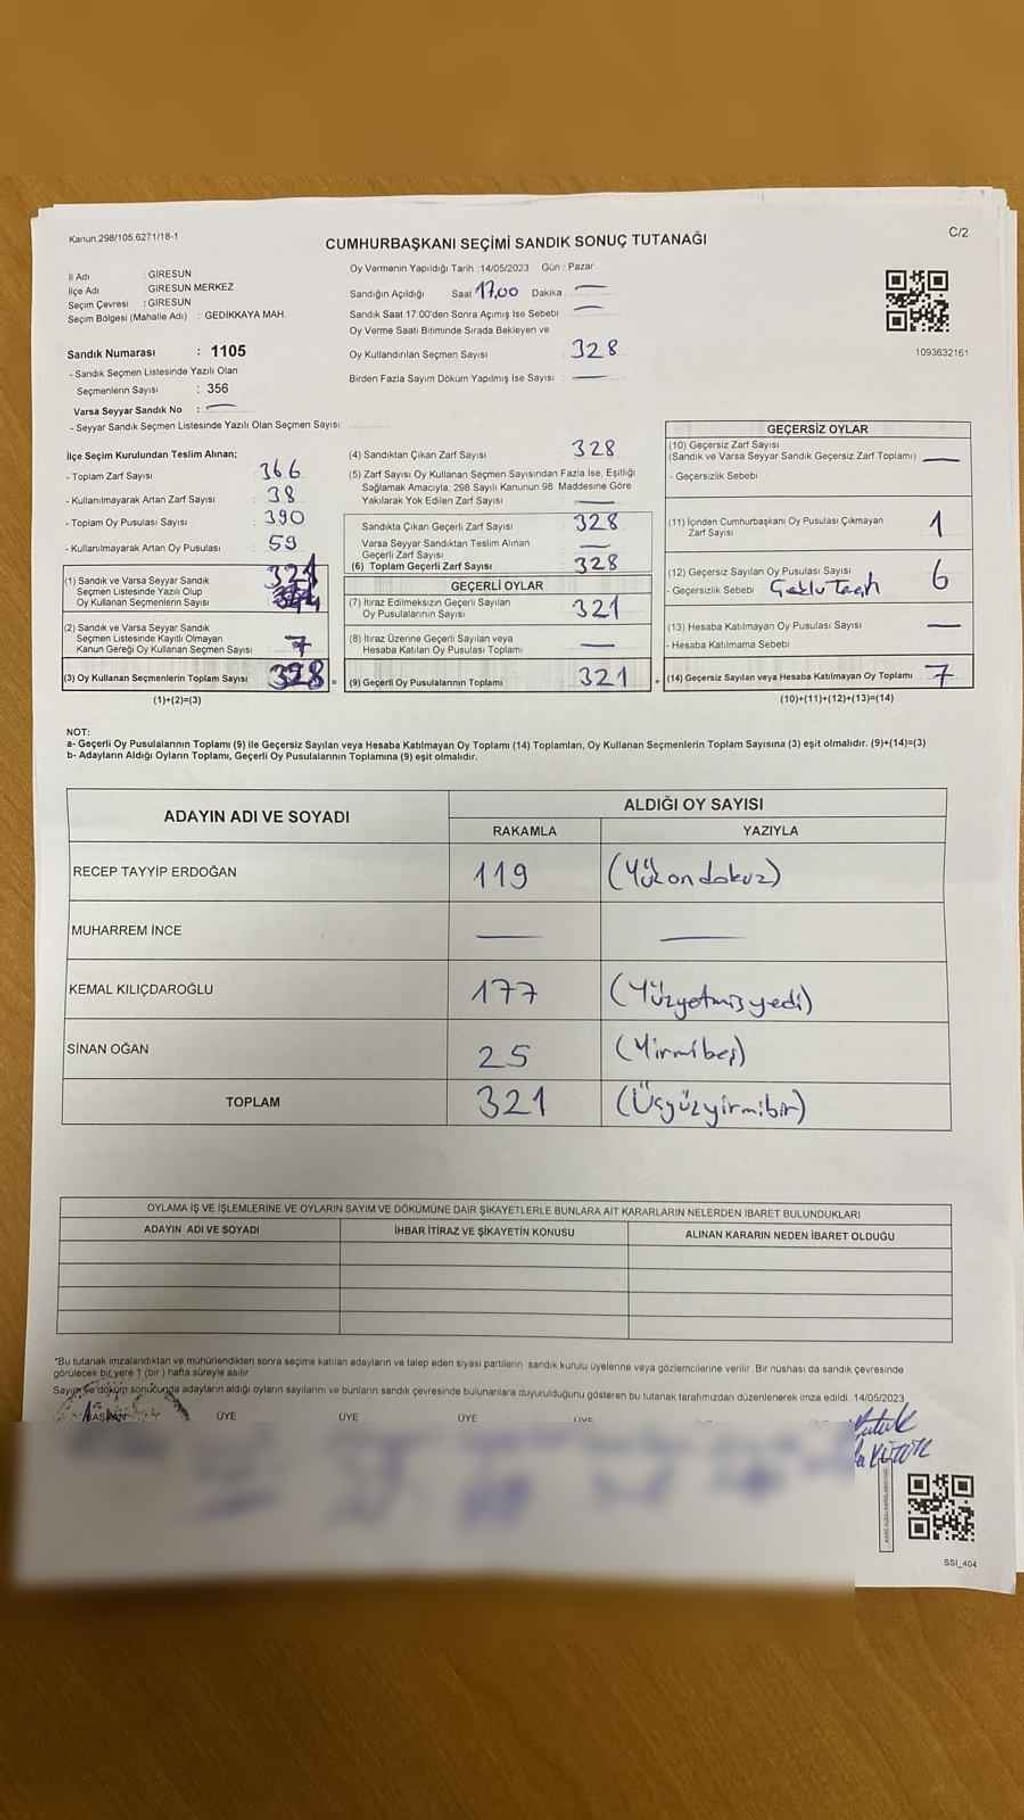 Kanun.298/105.6271/18-1
C/2
CUMHURBAŞKANI SEÇİMİ SANDIK SONUÇ TUTANAĞI
İl Adı GİRESUN
İlçe Adı GİRESUN MERKEZ
Seçim Çevresi : GİRESUN
Seçim Bölgesi (Mahalle Adı) : GEDİKKAYA MAH.
Sandık Numarası : 1105
- Sandık Seçmen Listesinde Yazılı Olan
Seçmenlerin Sayısı : 356
Varsa Seyyar Sandık No : —
- Seyyar Sandık Seçmen Listesinde Yazılı Olan Seçmen Sayısı
Oy Vermenin Yapıldığı Tarih : 14/05/2023 Gün : Pazar
Sandığın Açıldığı Saat 17,00 Dakika —
Sandık Saat 17.00'den Sonra Açımış İse Sebebi —
Oy Verme Saati Bitiminde Sırada Bekleyen ve
Oy Kullandırılan Seçmen Sayısı 328
Birden Fazla Sayım Döküm Yapılmış İse Sayısı : —
1093632161
İlçe Seçim Kurulundan Teslim Alınan;
- Toplam Zarf Sayısı : 366
- Kullanılmayarak Artan Zarf Sayısı : 38
- Toplam Oy Pusulası Sayısı : 390
- Kullanılmayarak Artan Oy Pusulası : 59
(1) Sandık ve Varsa Seyyar Sandık 321
Seçmen Listesinde Yazılı Olup
Oy Kullanan Seçmenlerin Sayısı
(2) Sandık ve Varsa Seyyar Sandık
Seçmen Listesinde Kayıtlı Olmayan
Kanun Gereği Oy Kullanan Seçmen Sayısı 7
(3) Oy Kullanan Seçmenlerin Toplam Sayısı 328
(1)+(2)=(3)
(4) Sandıktan Çıkan Zarf Sayısı 328
(5) Zarf Sayısı Oy Kullanan Seçmen Sayısından Fazla İse, Eşitliği
Sağlamak Amacıyla, 298 Sayılı Kanunun 98. Maddesine Göre
Yakılarak Yok Edilen Zarf Sayısı —
Sandıkta Çıkan Geçerli Zarf Sayısı 328
Varsa Seyyar Sandıktan Teslim Alınan
Geçerli Zarf Sayısı —
(6) Toplam Geçerli Zarf Sayısı 328
GEÇERLİ OYLAR
(7) İtiraz Edilmeksizin Geçerli Sayılan
Oy Pusulalarının Sayısı 321
(8) İtiraz Üzerine Geçerli Sayılan veya
Hesaba Katılan Oy Pusulası Toplamı —
(9) Geçerli Oy Pusulalarının Toplamı 321
GEÇERSİZ OYLAR
(10) Geçersiz Zarf Sayısı
(Sandık ve Varsa Seyyar Sandık Geçersiz Zarf Toplamı) —
- Geçersizlik Sebebi
(11) İçinden Cumhurbaşkanı Oy Pusulası Çıkmayan
Zarf Sayısı 1
(12) Geçersiz Sayılan Oy Pusulası Sayısı 6
- Geçersizlik Sebebi
(13) Hesaba Katılmayan Oy Pusulası Sayısı —
- Hesaba Katılmama Sebebi
(14) Geçersiz Sayılan veya Hesaba Katılmayan Oy Toplamı 7
(10)+(11)+(12)+(13)=(14)
NOT:
a- Geçerli Oy Pusulalarının Toplamı (9) ile Geçersiz Sayılan veya Hesaba Katılmayan Oy Toplamı (14) Toplamları, Oy Kullanan Seçmenlerin Toplam Sayısına (3) eşit olmalıdır. (9)+(14)=(3)
b- Adayların Aldığı Oyların Toplamı, Geçerli Oy Pusulalarının Toplamına (9) eşit olmalıdır.
ADAYIN ADI VE SOYADI ALDIĞI OY SAYISI
RAKAMLA YAZIYLA
RECEP TAYYİP ERDOĞAN 119 (Yüzondokuz)
MUHARREM İNCE — —
KEMAL KILIÇDAROĞLU 177 (Yüzyetmişyedi)
SİNAN OĞAN 25 (Yirmibeş)
TOPLAM 321 (Üçyüzyirmibir)
OYLAMA İŞ VE İŞLEMLERİNE VE OYLARIN SAYIM VE DÖKÜMÜNE DAİR ŞİKAYETLERLE BUNLARA AİT KARARLARIN NELERDEN İBARET BULUNDUKLARI
ADAYIN ADI VE SOYADI İHBAR İTİRAZ VE ŞİKAYETİN KONUSU ALINAN KARARIN NEDEN İBARET OLDUĞU
*Bu tutanak imzalandıktan ve mühürlendikten sonra seçime katılan adayların ve talep eden siyasi partilerin sandık kurulu üyelerine veya gözlemcilerine verilir. Bir nüshası da sandık çevresinde
görülecek bir yere 1 (bir) hafta süreyle asılır
Sayım ve döküm sonucunda adayların aldığı oyların sayılarını ve bunların sandık çevresinde bulunanlara duyurulduğunu gösteren bu tutanak tarafımızdan düzenlenerek imza edildi. 14/05/2023
BAŞKAN ÜYE ÜYE ÜYE ÜYE
SSI_404